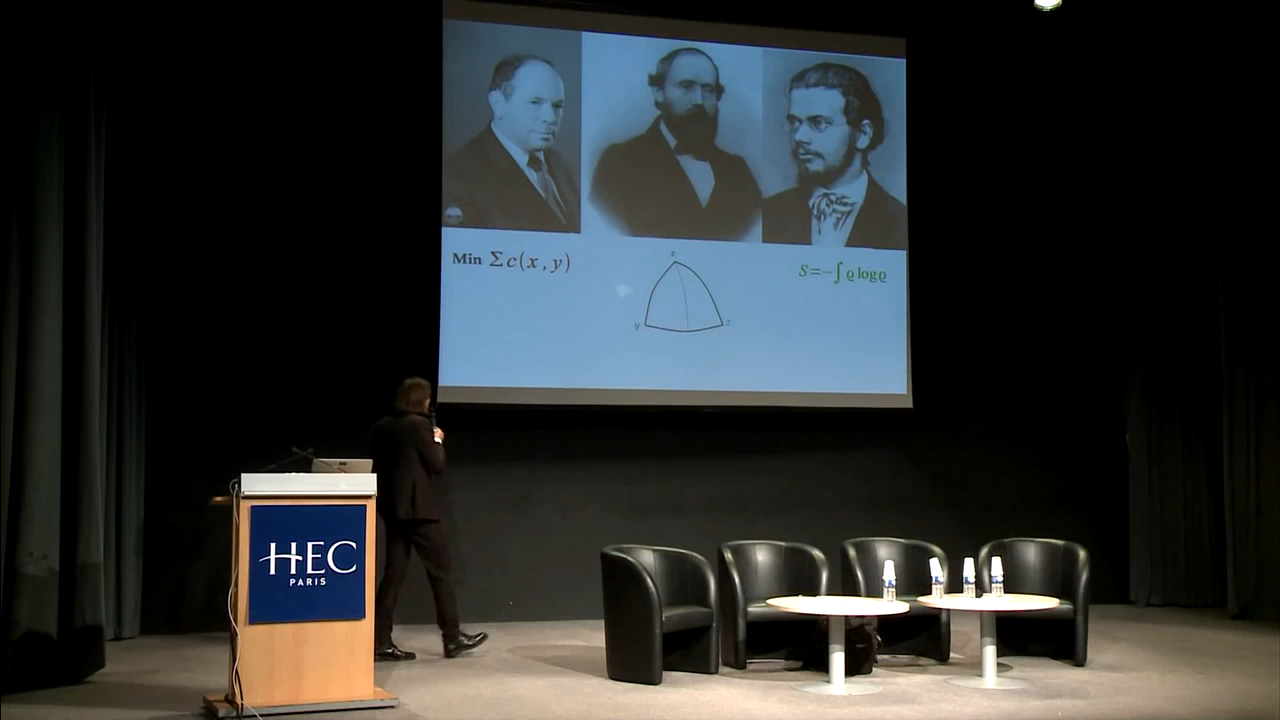 Min Σc(x,y)
x
y
z
S=−∫ϱlogϱ
HEC
PARIS